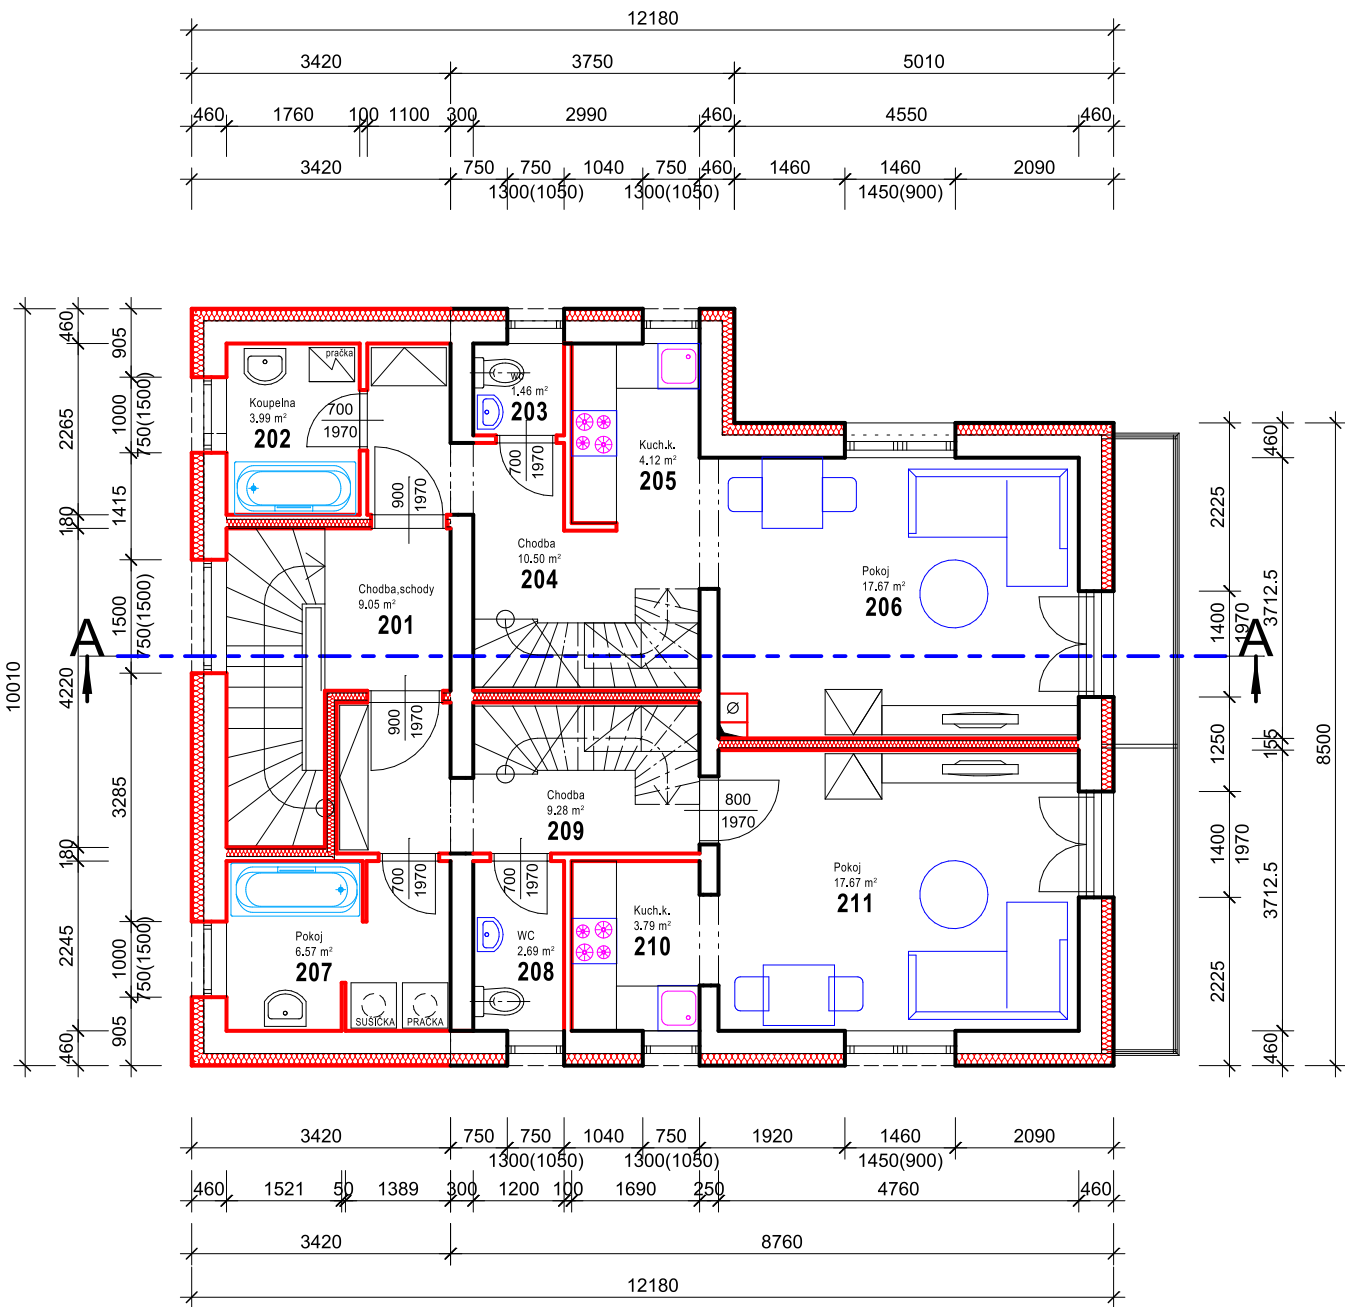 12180
3420 3750 5010
460 1760 100 1100 300 2990 460 4550 460
3420 750 750 1040 750 460 1460 1460 2090
1300(1050) 1300(1050) 1450(900)
10010
460 2265 180 4220 3285 180 2245 460
905 1000 1415 1500 1000 905
750(1500) 750(1500) 750(1500)
pračka
Koupelna
3.99 m²
202
700
1970
WC
1.46 m²
203
700
1970
Kuch.k.
4.12 m²
205
900
1970
Chodba
10.50 m²
204
Chodba,schody
9.05 m²
201
Pokoj
17.67 m²
206
A
A
900
1970
Ø
Chodba
9.28 m²
209
800
1970
700
1970
700
1970
Pokoj
17.67 m²
211
Kuch.k.
3.79 m²
210
Pokoj
6.57 m²
207
WC
2.69 m²
208
SUŠIČKA
PRAČKA
2225 1400 1250 1400 2225
1970 1970
460 3712.5 155 3712.5 460
8500
3420 750 750 1040 750 1920 1460 2090
1300(1050) 1300(1050) 1450(900)
460 1521 50 1389 300 1200 100 1690 250 4760 460
3420 8760
12180